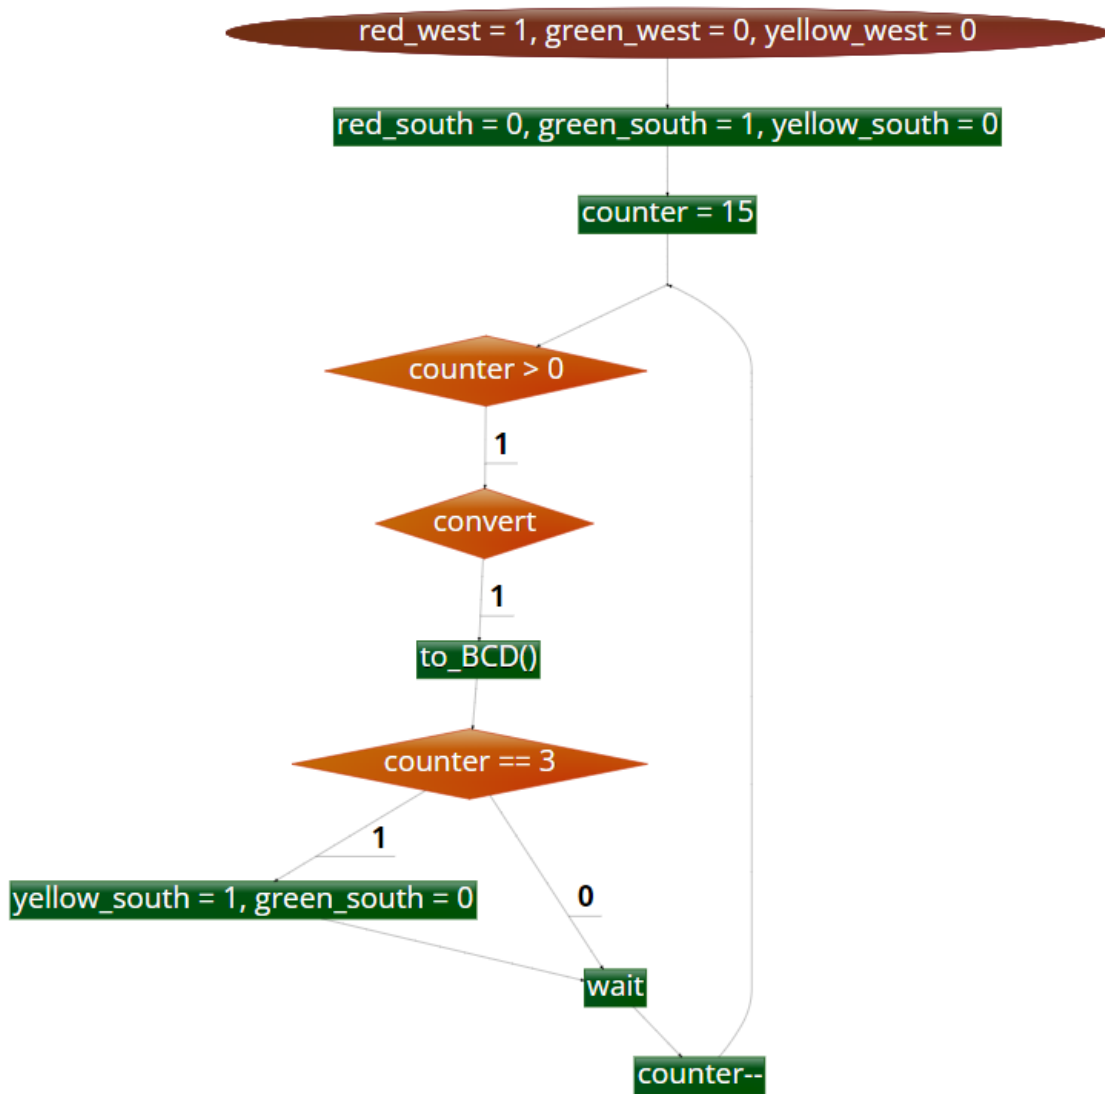 red_west = 1, green_west = 0, yellow_west = 0
red_south = 0, green_south = 1, yellow_south = 0
counter = 15
counter > 0
1
convert
1
to_BCD()
counter == 3
1
yellow_south = 1, green_south = 0
0
wait
counter--